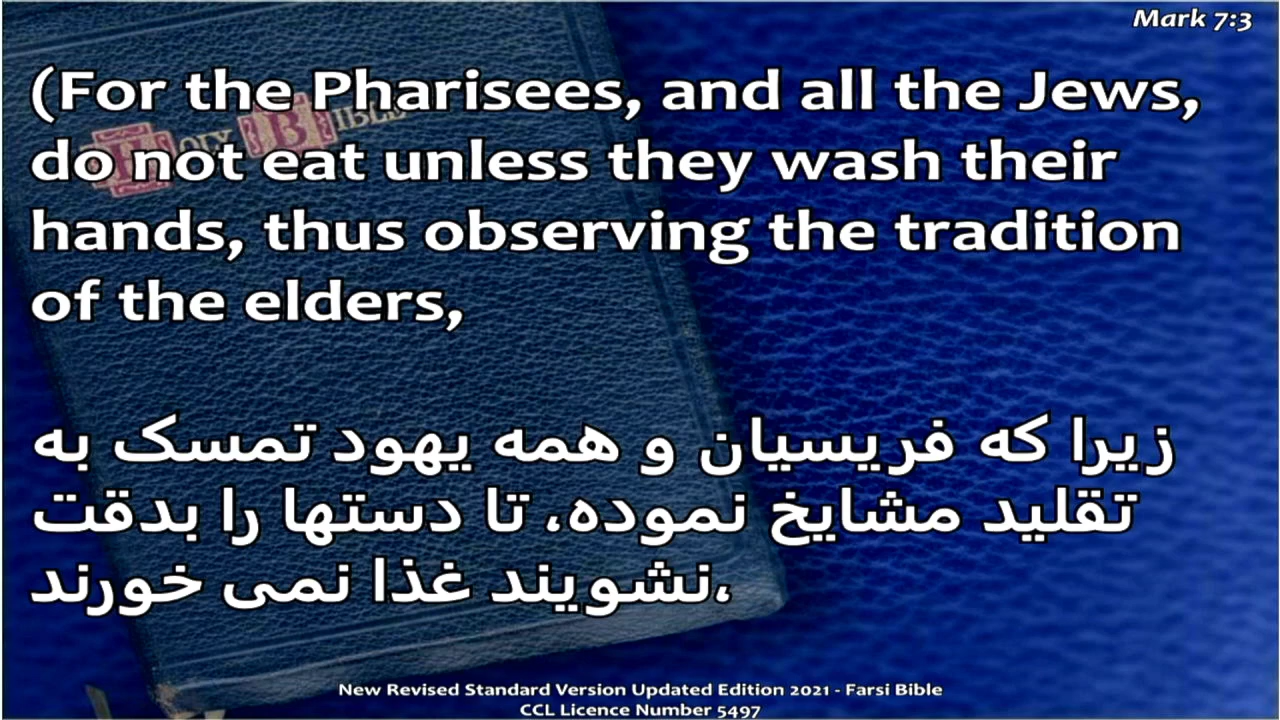 Mark 7:3
(For the Pharisees, and all the Jews,
do not eat unless they wash their
hands, thus observing the tradition
of the elders,
HOLY BIBLE
زیرا که فریسیان و همه یهود تمسک به
تقلید مشایخ نموده، تا دستها را بدقت
نشویند غذا نمی خورند،
New Revised Standard Version Updated Edition 2021 - Farsi Bible
CCL Licence Number 5497